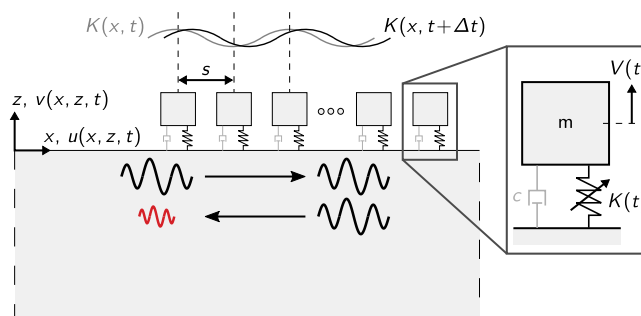 K(x, t)
K(x, t+Δt)
s
z, v(x, z, t)
x, u(x, z, t)
V(t
m
c
K(t